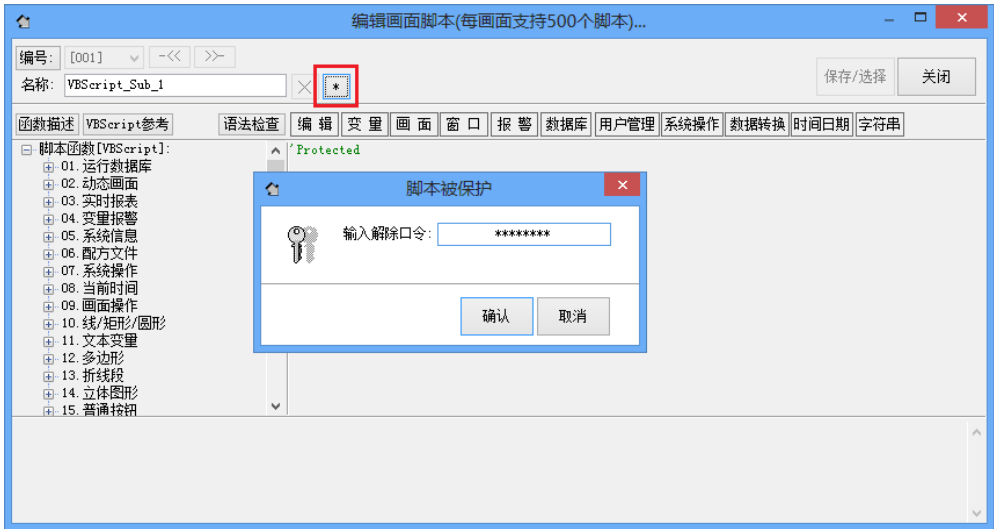 编辑画面脚本(每画面支持500个脚本)...
编号: [001] -<< >>-
名称: VBScript_Sub_1 * 保存/选择 关闭
函数描述 VBScript参考 语法检查 编 辑 变 量 画 面 窗 口 报 警 数据库 用户管理 系统操作 数据转换 时间日期 字符串
脚本函数[VBScript]:
01. 运行数据库
02. 动态画面
03. 实时报表
04. 变量报警
05. 系统信息
06. 配方文件
07. 系统操作
08. 当前时间
09. 画面操作
10. 线/矩形/圆形
11. 文本变量
12. 多边形
13. 折线段
14. 立体图形
15. 普通按钮
'Protected
脚本被保护
输入解除口令: ********
确认 取消